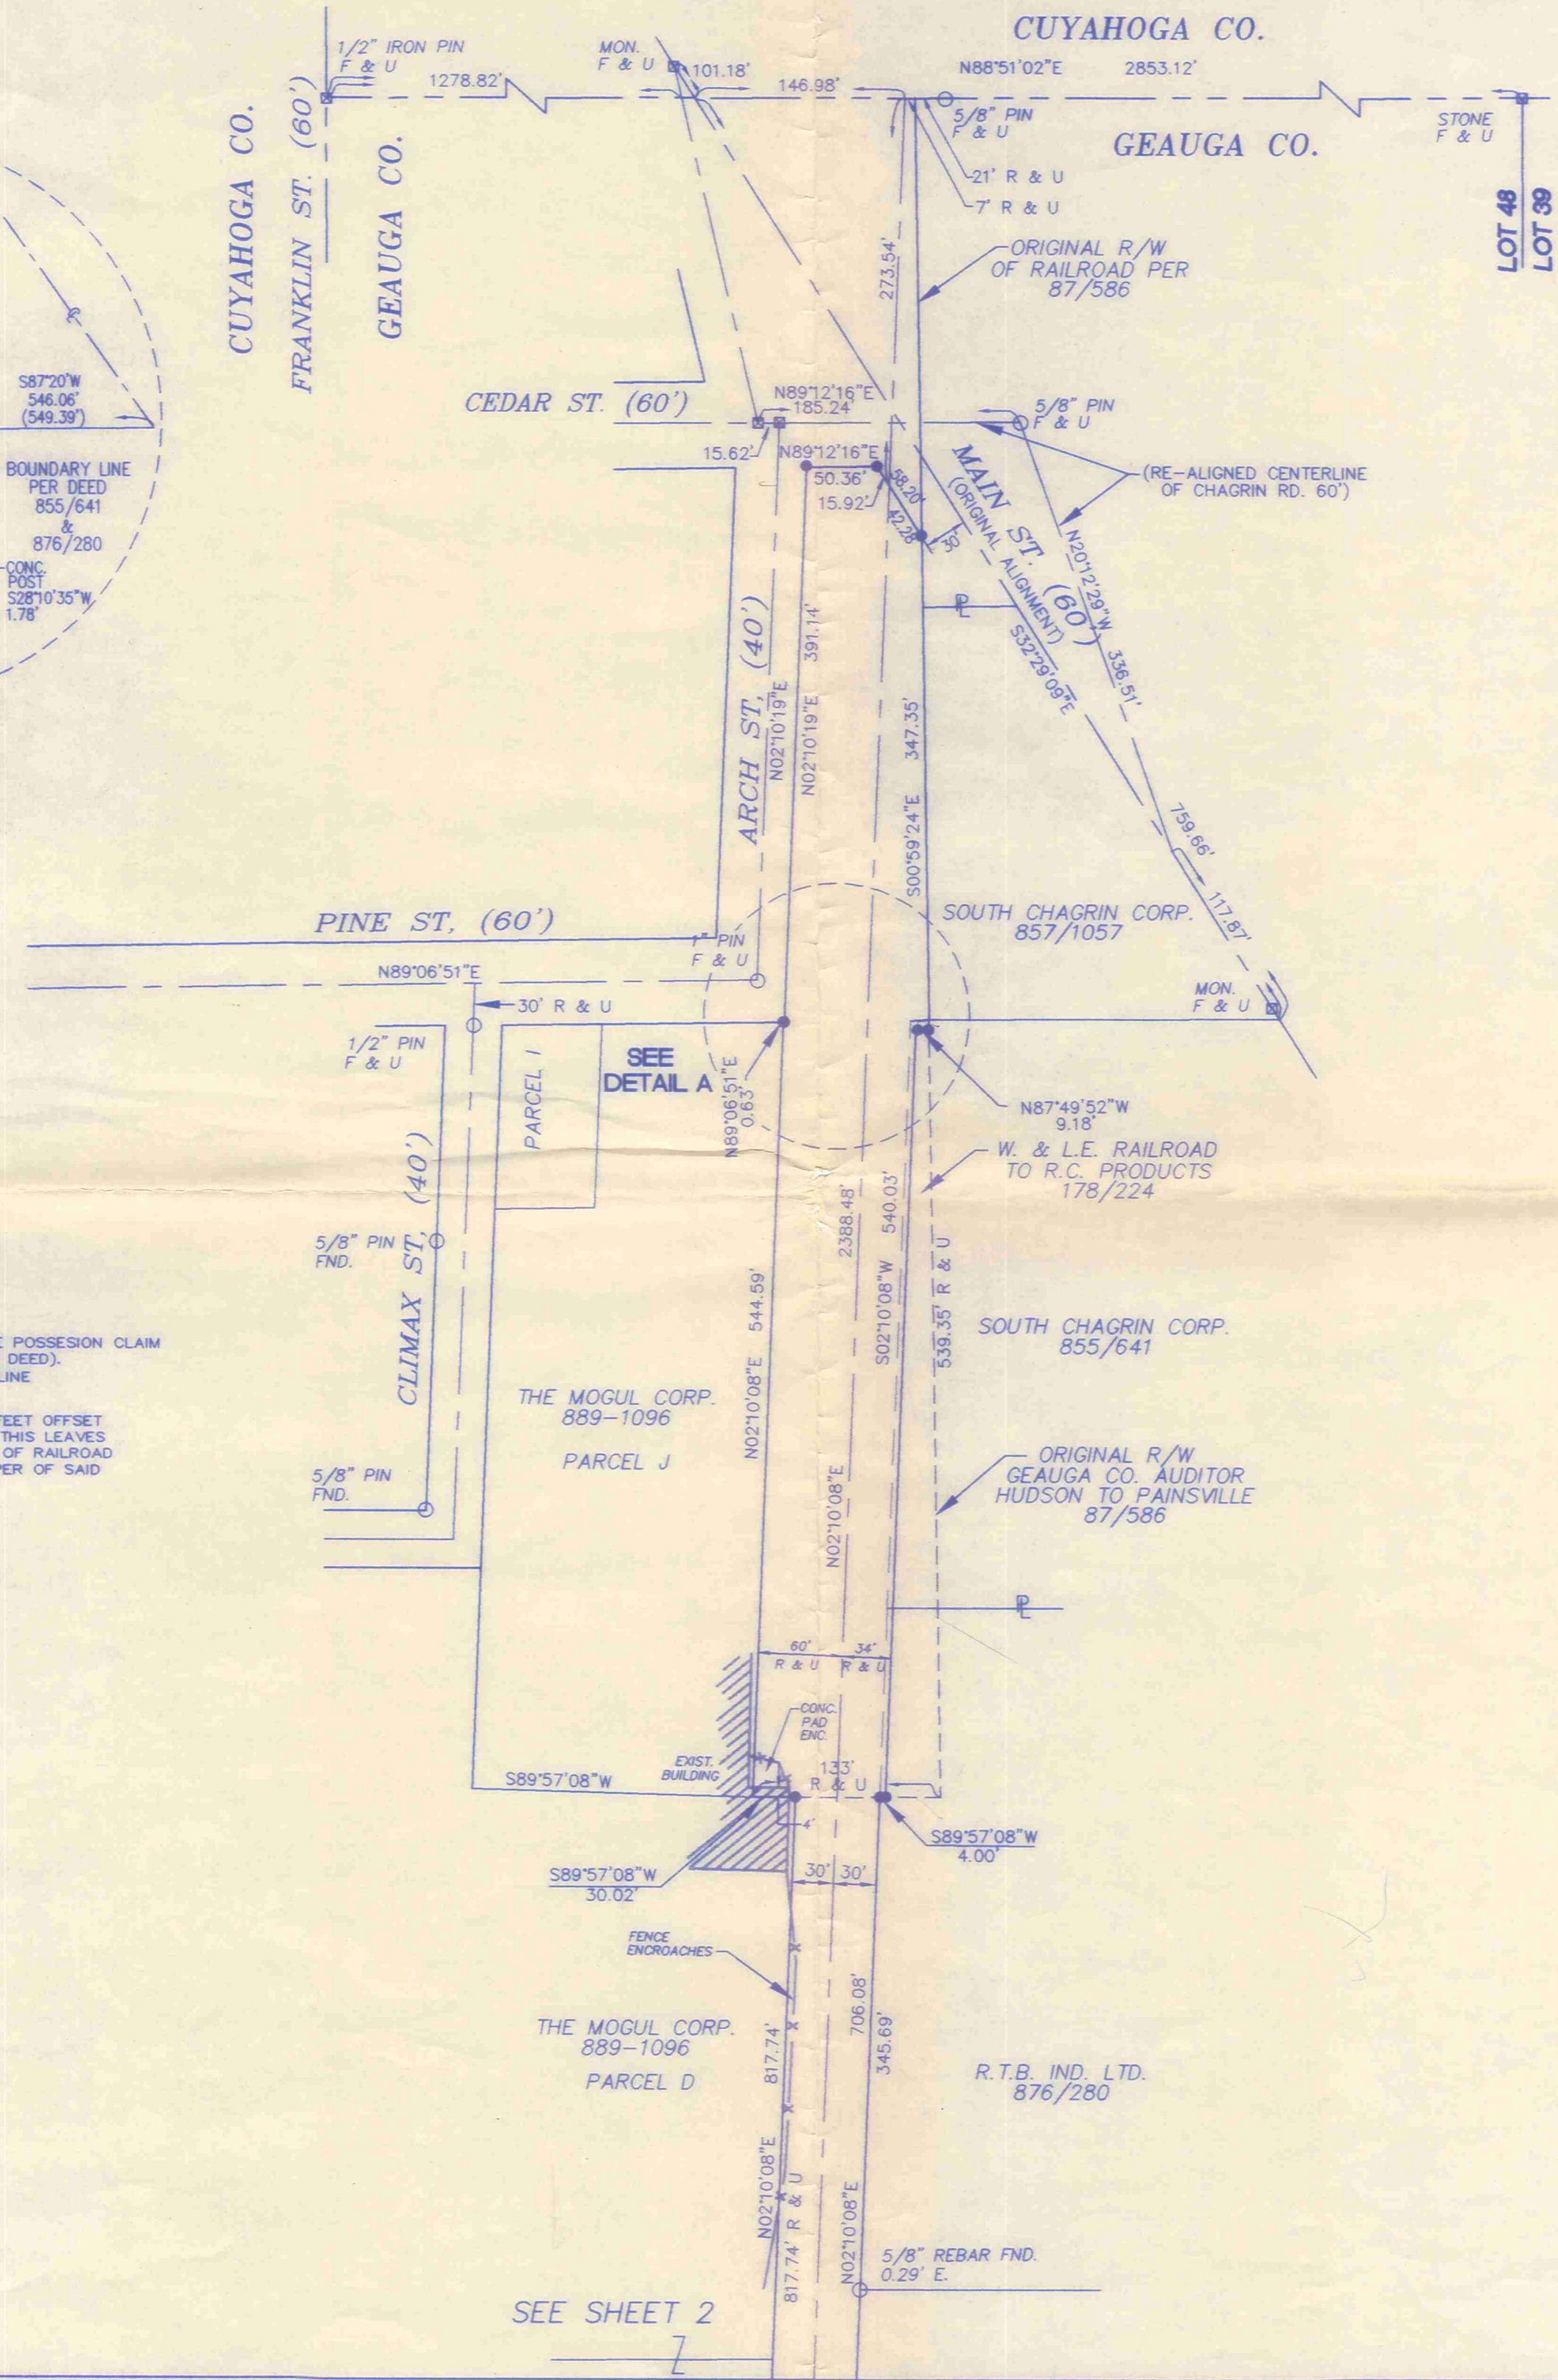 CUYAHOGA CO.
1/2" IRON PIN
F & U
1278.82'
MON.
F & U
101.18'
146.98'
N88°51'02"E 2853.12'
5/8" PIN
F & U
STONE
F & U
GEAUGA CO.
CUYAHOGA CO.
FRANKLIN ST. (60')
GEAUGA CO.
21' R & U
7' R & U
LOT 48
LOT 39
273.54'
ORIGINAL R/W
OF RAILROAD PER
87/586
S87°20'W
546.06'
(549.39')
BOUNDARY LINE
PER DEED
855/641
&
876/280
CONC.
POST
S28°10'35"W
1.78'
CEDAR ST. (60')
N89°12'16"E
185.24'
5/8" PIN
F & U
15.62'
N89°12'16"E
50.36'
15.92'
58.20'
42.28'
30'
MAIN ST. (60')
(ORIGINAL ALIGNMENT)
S32°29'09"E
(RE-ALIGNED CENTERLINE
OF CHAGRIN RD. 60')
N20°12'29"W 336.51'
PL
ARCH ST, (40')
N02°10'19"E
N02°10'19"E 391.14'
S00°59'24"E 347.35'
759.66'
117.87'
PINE ST, (60')
1" PIN
F & U
SOUTH CHAGRIN CORP.
857/1057
N89°06'51"E
30' R & U
MON.
F & U
1/2" PIN
F & U
PARCEL I
SEE
DETAIL A
N89°06'51"E
0.63'
N87°49'52"W
9.18'
W. & L.E. RAILROAD
TO R.C. PRODUCTS
178/224
CLIMAX ST, (40')
5/8" PIN
FND.
2388.48'
S02°10'08"W 540.03'
539.35' R & U
N02°10'08"E 544.59'
SOUTH CHAGRIN CORP.
855/641
POSSESION CLAIM
DEED).
LINE
FEET OFFSET
THIS LEAVES
OF RAILROAD
OF SAID
THE MOGUL CORP.
889-1096
PARCEL J
5/8" PIN
FND.
N02°10'08"E
ORIGINAL R/W
GEAUGA CO. AUDITOR
HUDSON TO PAINSVILLE
87/586
PL
60'
R & U
34'
R & U
CONC.
PAD
ENC.
EXIST.
BUILDING
133'
R & U
S89°57'08"W
4'
S89°57'08"W
4.00'
S89°57'08"W
30.02'
30'
30'
FENCE
ENCROACHES
THE MOGUL CORP.
889-1096
PARCEL D
817.74'
N02°10'08"E
817.74' R & U
706.08'
345.69'
N02°10'08"E
R.T.B. IND. LTD.
876/280
5/8" REBAR FND.
0.29' E.
SEE SHEET 2